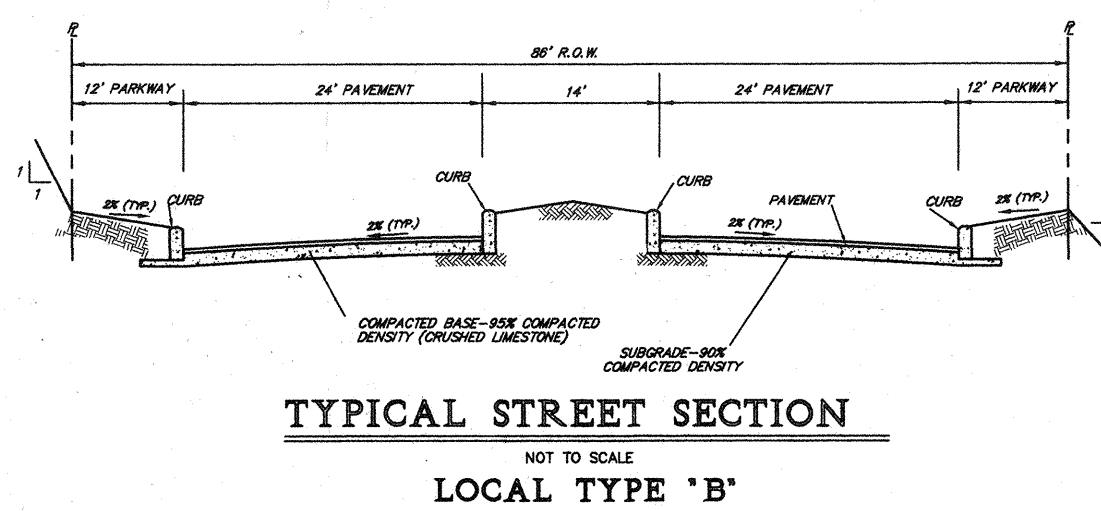 PL PL
86' R.O.W.
12' PARKWAY 24' PAVEMENT 14' 24' PAVEMENT 12' PARKWAY
1
1
2% (TYP.) CURB
CURB
CURB
CURB 2% (TYP.)
2% (TYP.)
2% (TYP.)
PAVEMENT
COMPACTED BASE-95% COMPACTED
DENSITY (CRUSHED LIMESTONE)
SUBGRADE-90%
COMPACTED DENSITY
TYPICAL STREET SECTION
NOT TO SCALE
LOCAL TYPE "B"